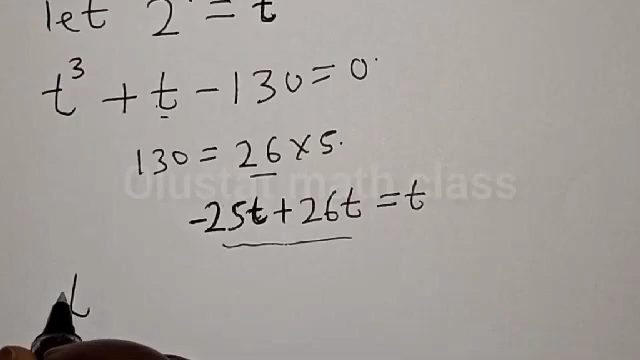 let 2 = t
t³ + t - 130 = 0
130 = 26 × 5
Olustat math class
-25t + 26t = t
t